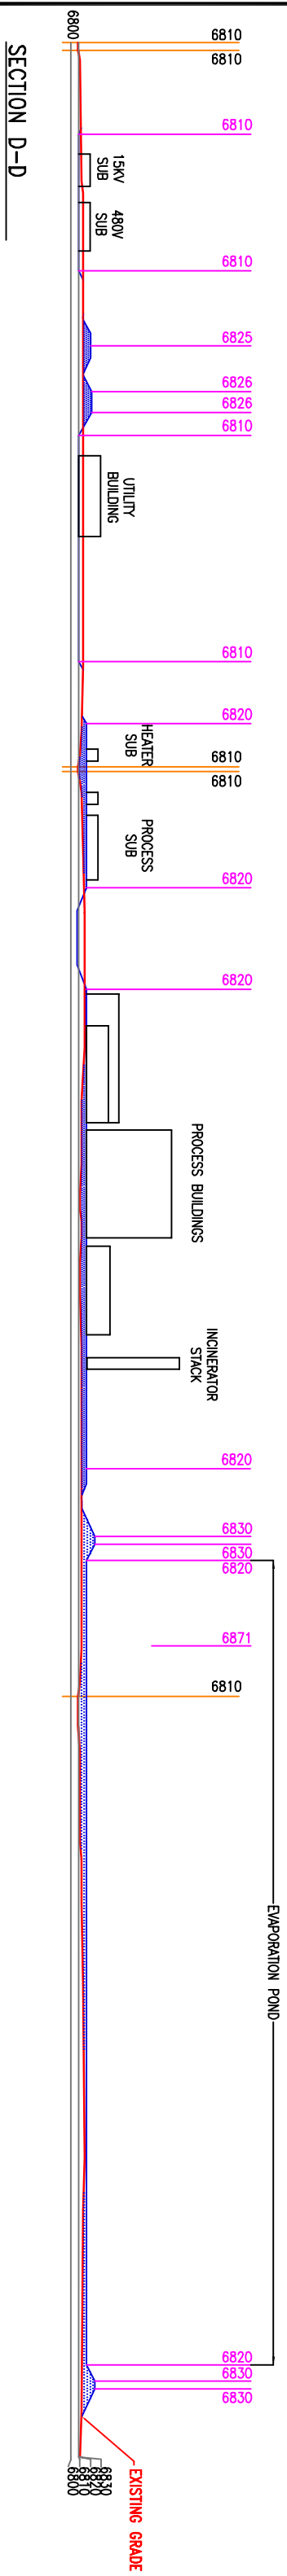 6800
6810
6810
6810
15KV
SUB
480V
SUB
6810
6825
6826
6826
6810
UTILITY
BUILDING
6810
6820
HEATER
SUB
6810
6810
PROCESS
SUB
6820
6820
PROCESS BUILDINGS
INCINERATOR
STACK
6820
6830
6830
6820
6871
6810
EVAPORATION POND
6820
6830
6830
6830
6820
6810
6800
EXISTING GRADE
SECTION D-D